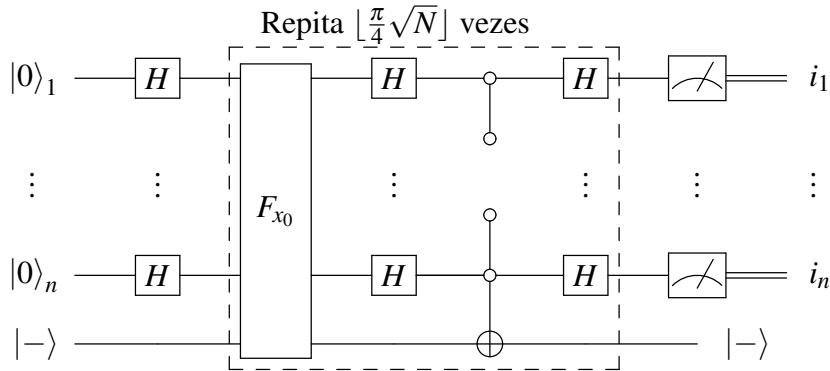 Repita ⌊π/4 √N⌋ vezes
|0⟩₁ H H H i₁
⋮ ⋮ F_{x₀} ⋮ ⋮ ⋮ ⋮
|0⟩ₙ H H H iₙ
|−⟩ |−⟩